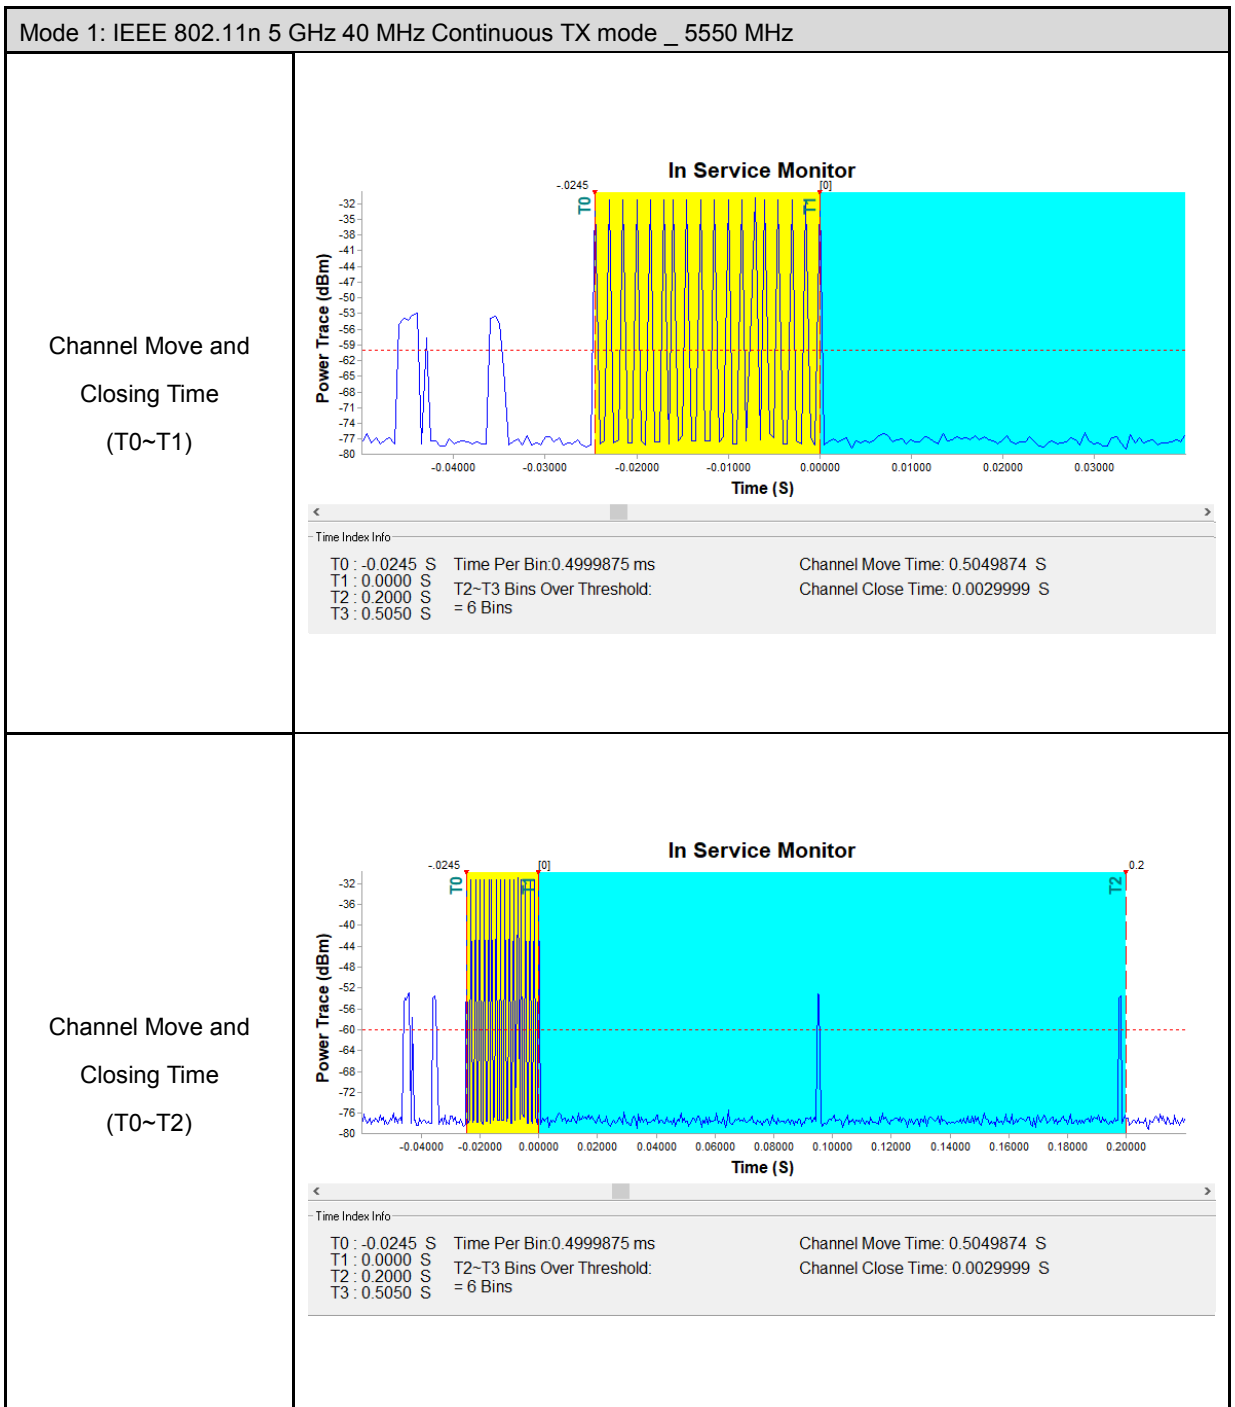 Mode 1: IEEE 802.11n 5 GHz 40 MHz Continuous TX mode _ 5550 MHz
Channel Move and
Closing Time
(T0~T1)
In Service Monitor
-.0245
[0]
T0
T1
Power Trace (dBm)
-32
-35
-38
-41
-44
-47
-50
-53
-56
-59
-62
-65
-68
-71
-74
-77
-80
-0.04000 -0.03000 -0.02000 -0.01000 0.00000 0.01000 0.02000 0.03000
Time (S)
Time Index Info
T0 : -0.0245 S
T1 : 0.0000 S
T2 : 0.2000 S
T3 : 0.5050 S
Time Per Bin:0.4999875 ms
T2~T3 Bins Over Threshold:
= 6 Bins
Channel Move Time: 0.5049874 S
Channel Close Time: 0.0029999 S
Channel Move and
Closing Time
(T0~T2)
In Service Monitor
-.0245
[0]
0.2
T0
T1
T2
Power Trace (dBm)
-32
-36
-40
-44
-48
-52
-56
-60
-64
-68
-72
-76
-80
-0.04000 -0.02000 0.00000 0.02000 0.04000 0.06000 0.08000 0.10000 0.12000 0.14000 0.16000 0.18000 0.20000
Time (S)
Time Index Info
T0 : -0.0245 S
T1 : 0.0000 S
T2 : 0.2000 S
T3 : 0.5050 S
Time Per Bin:0.4999875 ms
T2~T3 Bins Over Threshold:
= 6 Bins
Channel Move Time: 0.5049874 S
Channel Close Time: 0.0029999 S